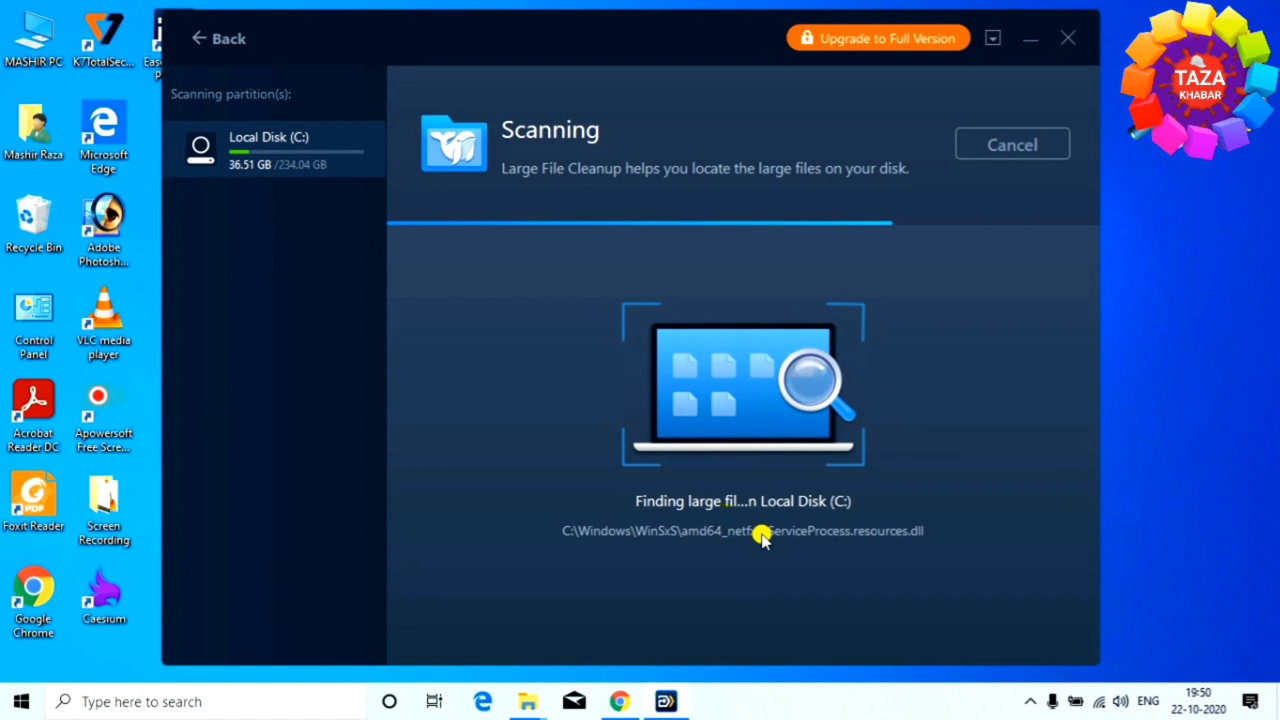 Back
Upgrade to Full Version
Scanning partition(s):
Local Disk (C:)
36.51 GB /234.04 GB
Scanning
Large File Cleanup helps you locate the large files on your disk.
Cancel
Finding large fil...n Local Disk (C:)
C:\Windows\WinSxS\amd64_netf ServiceProcess.resources.dll
MASHIR PC
K7TotalSec...
Mashir Raza
Microsoft
Edge
Recycle Bin
Adobe
Photosh...
Control
Panel
VLC media
player
Acrobat
Reader DC
Apowersoft
Free Scre...
PDF
Foxit Reader
Screen
Recording
Google
Chrome
Caesium
TAZA
KHABAR
Type here to search
ENG
19:50
22-10-2020